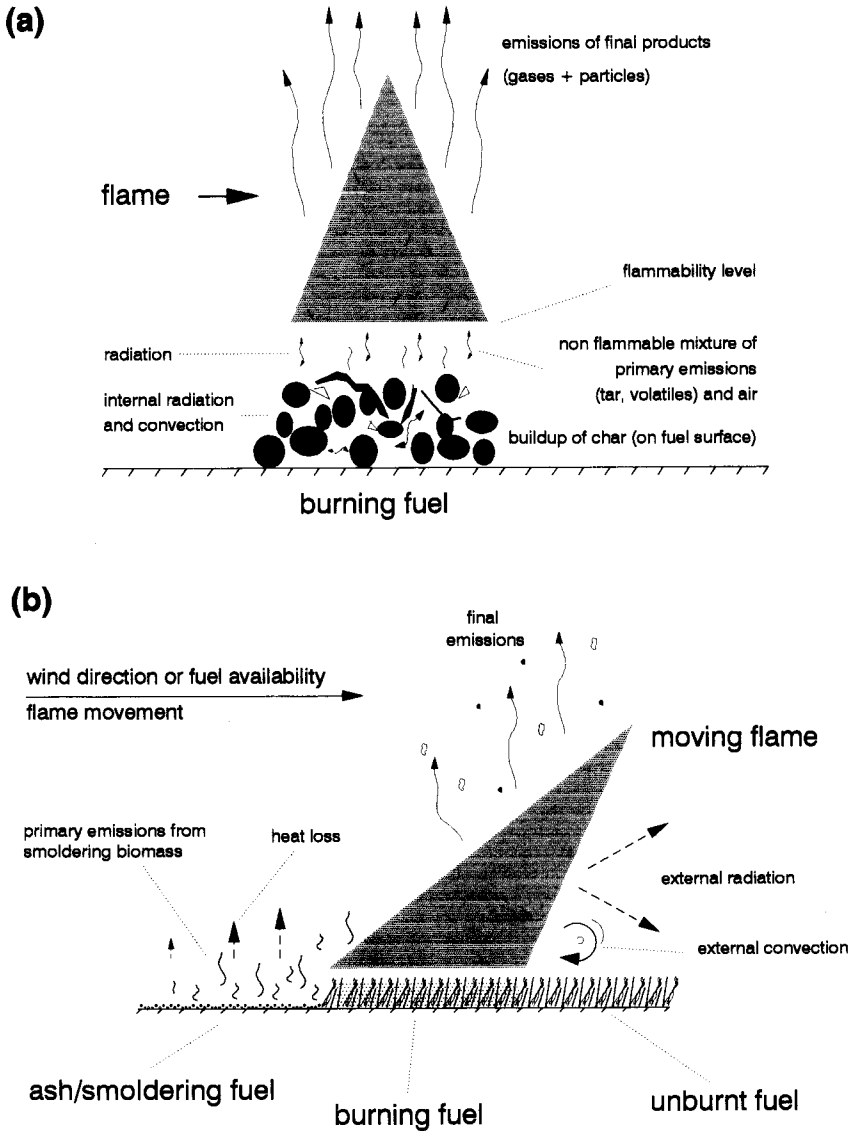 (a)
emissions of final products
(gases + particles)
flame
flammability level
radiation
non flammable mixture of
primary emissions
(tar, volatiles) and air
internal radiation
and convection
buildup of char (on fuel surface)
burning fuel
(b)
final
emissions
wind direction or fuel availability
flame movement
moving flame
primary emissions from
smoldering biomass
heat loss
external radiation
external convection
ash/smoldering fuel
burning fuel
unburnt fuel